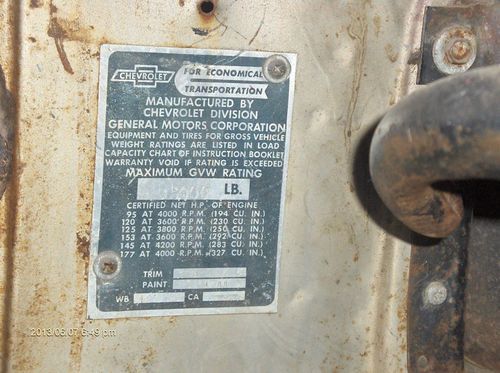 CHEVROLET
FOR ECONOMICAL
TRANSPORTATION
MANUFACTURED BY
CHEVROLET DIVISION
GENERAL MOTORS CORPORATION
EQUIPMENT AND TIRES FOR GROSS VEHICLE
WEIGHT RATINGS ARE LISTED IN LOAD
CAPACITY CHART OF INSTRUCTION BOOKLET
WARRANTY VOID IF RATING IS EXCEEDED
MAXIMUM GVW RATING
LB.
CERTIFIED NET H.P. OF ENGINE
95 AT 4000 R.P.M. (194 CU. IN.)
120 AT 3600 R.P.M. (230 CU. IN.)
125 AT 3800 R.P.M. (250 CU. IN.)
153 AT 3600 R.P.M. (292 CU. IN.)
145 AT 4200 R.P.M. (283 CU. IN.)
177 AT 4000 R.P.M. (327 CU. IN.)
TRIM
PAINT
WB CA
2013/05/07 6:49 pm